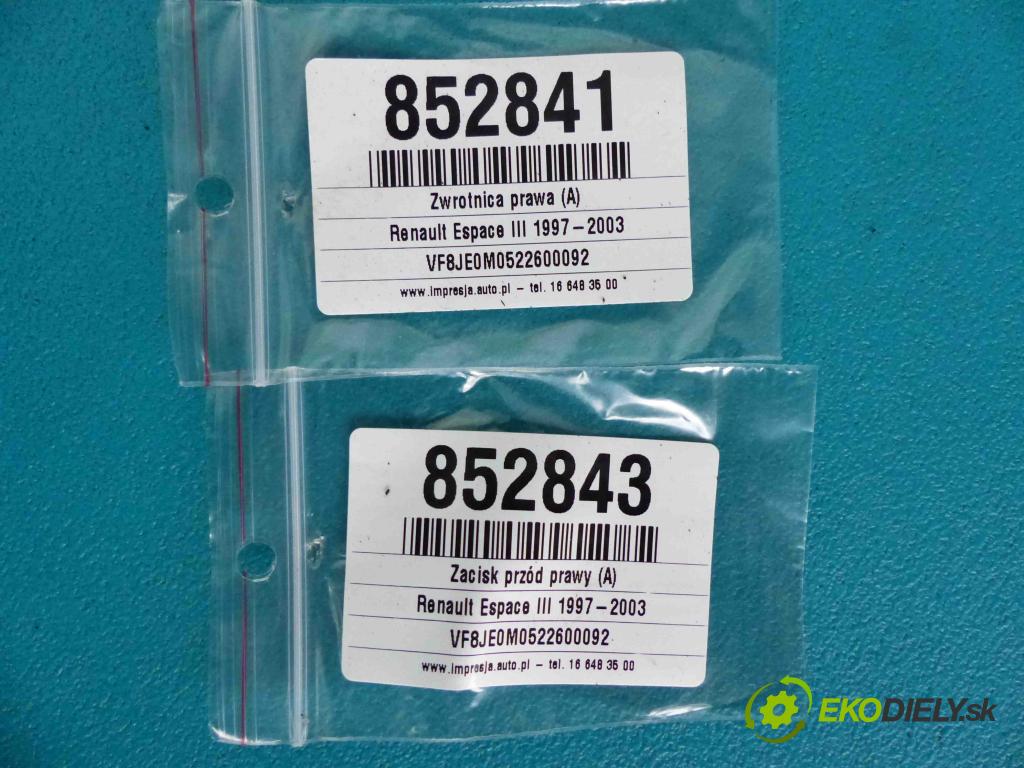 852841
Zwrotnica prawa (A)
Renault Espace III 1997-2003
VF8JE0M0522600092
www.impresja.auto.pl - tel. 16 648 35 00
852843
Zacisk przód prawy (A)
Renault Espace III 1997-2003
VF8JE0M0522600092
www.impresja.auto.pl - tel. 16 648 35 00
EKODIELY.sk